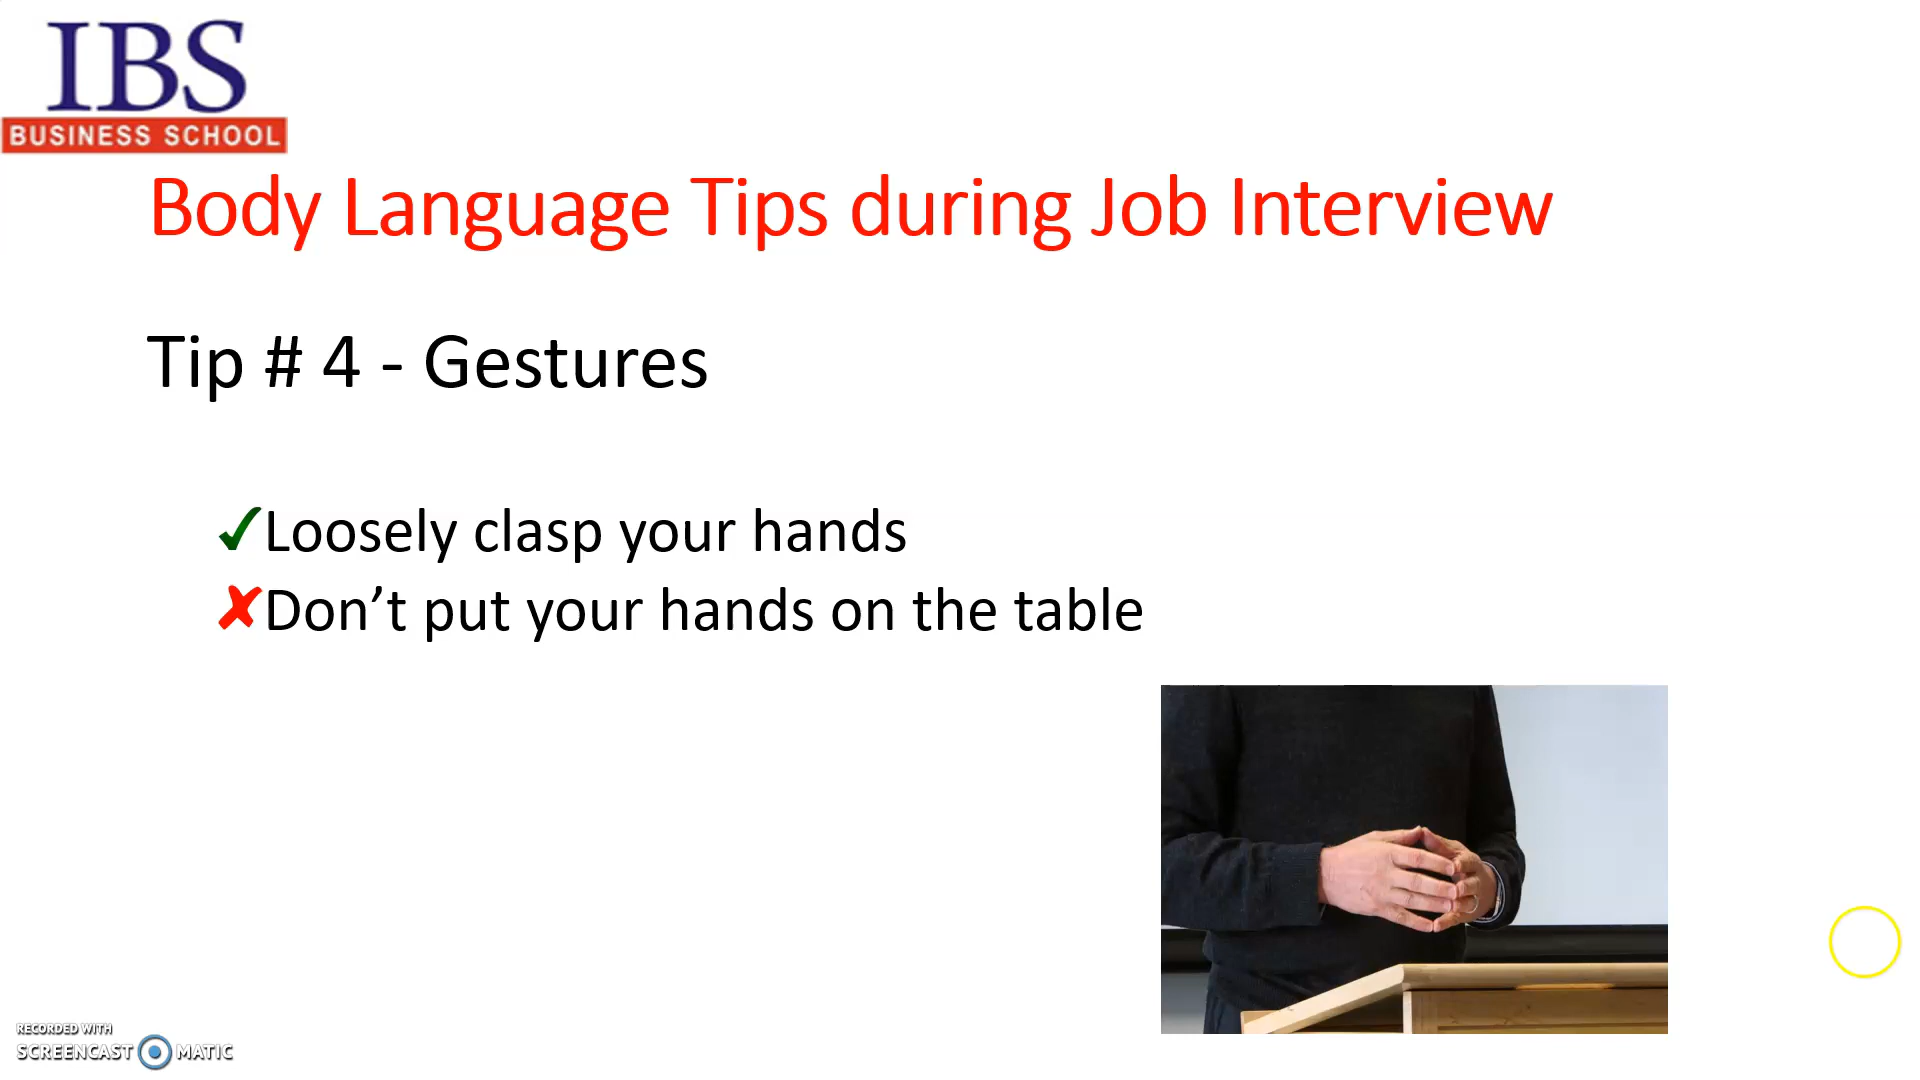 IBS
BUSINESS SCHOOL
Body Language Tips during Job Interview
Tip # 4 - Gestures
✓Loosely clasp your hands
✗Don’t put your hands on the table
RECORDED WITH
SCREENCAST MATIC